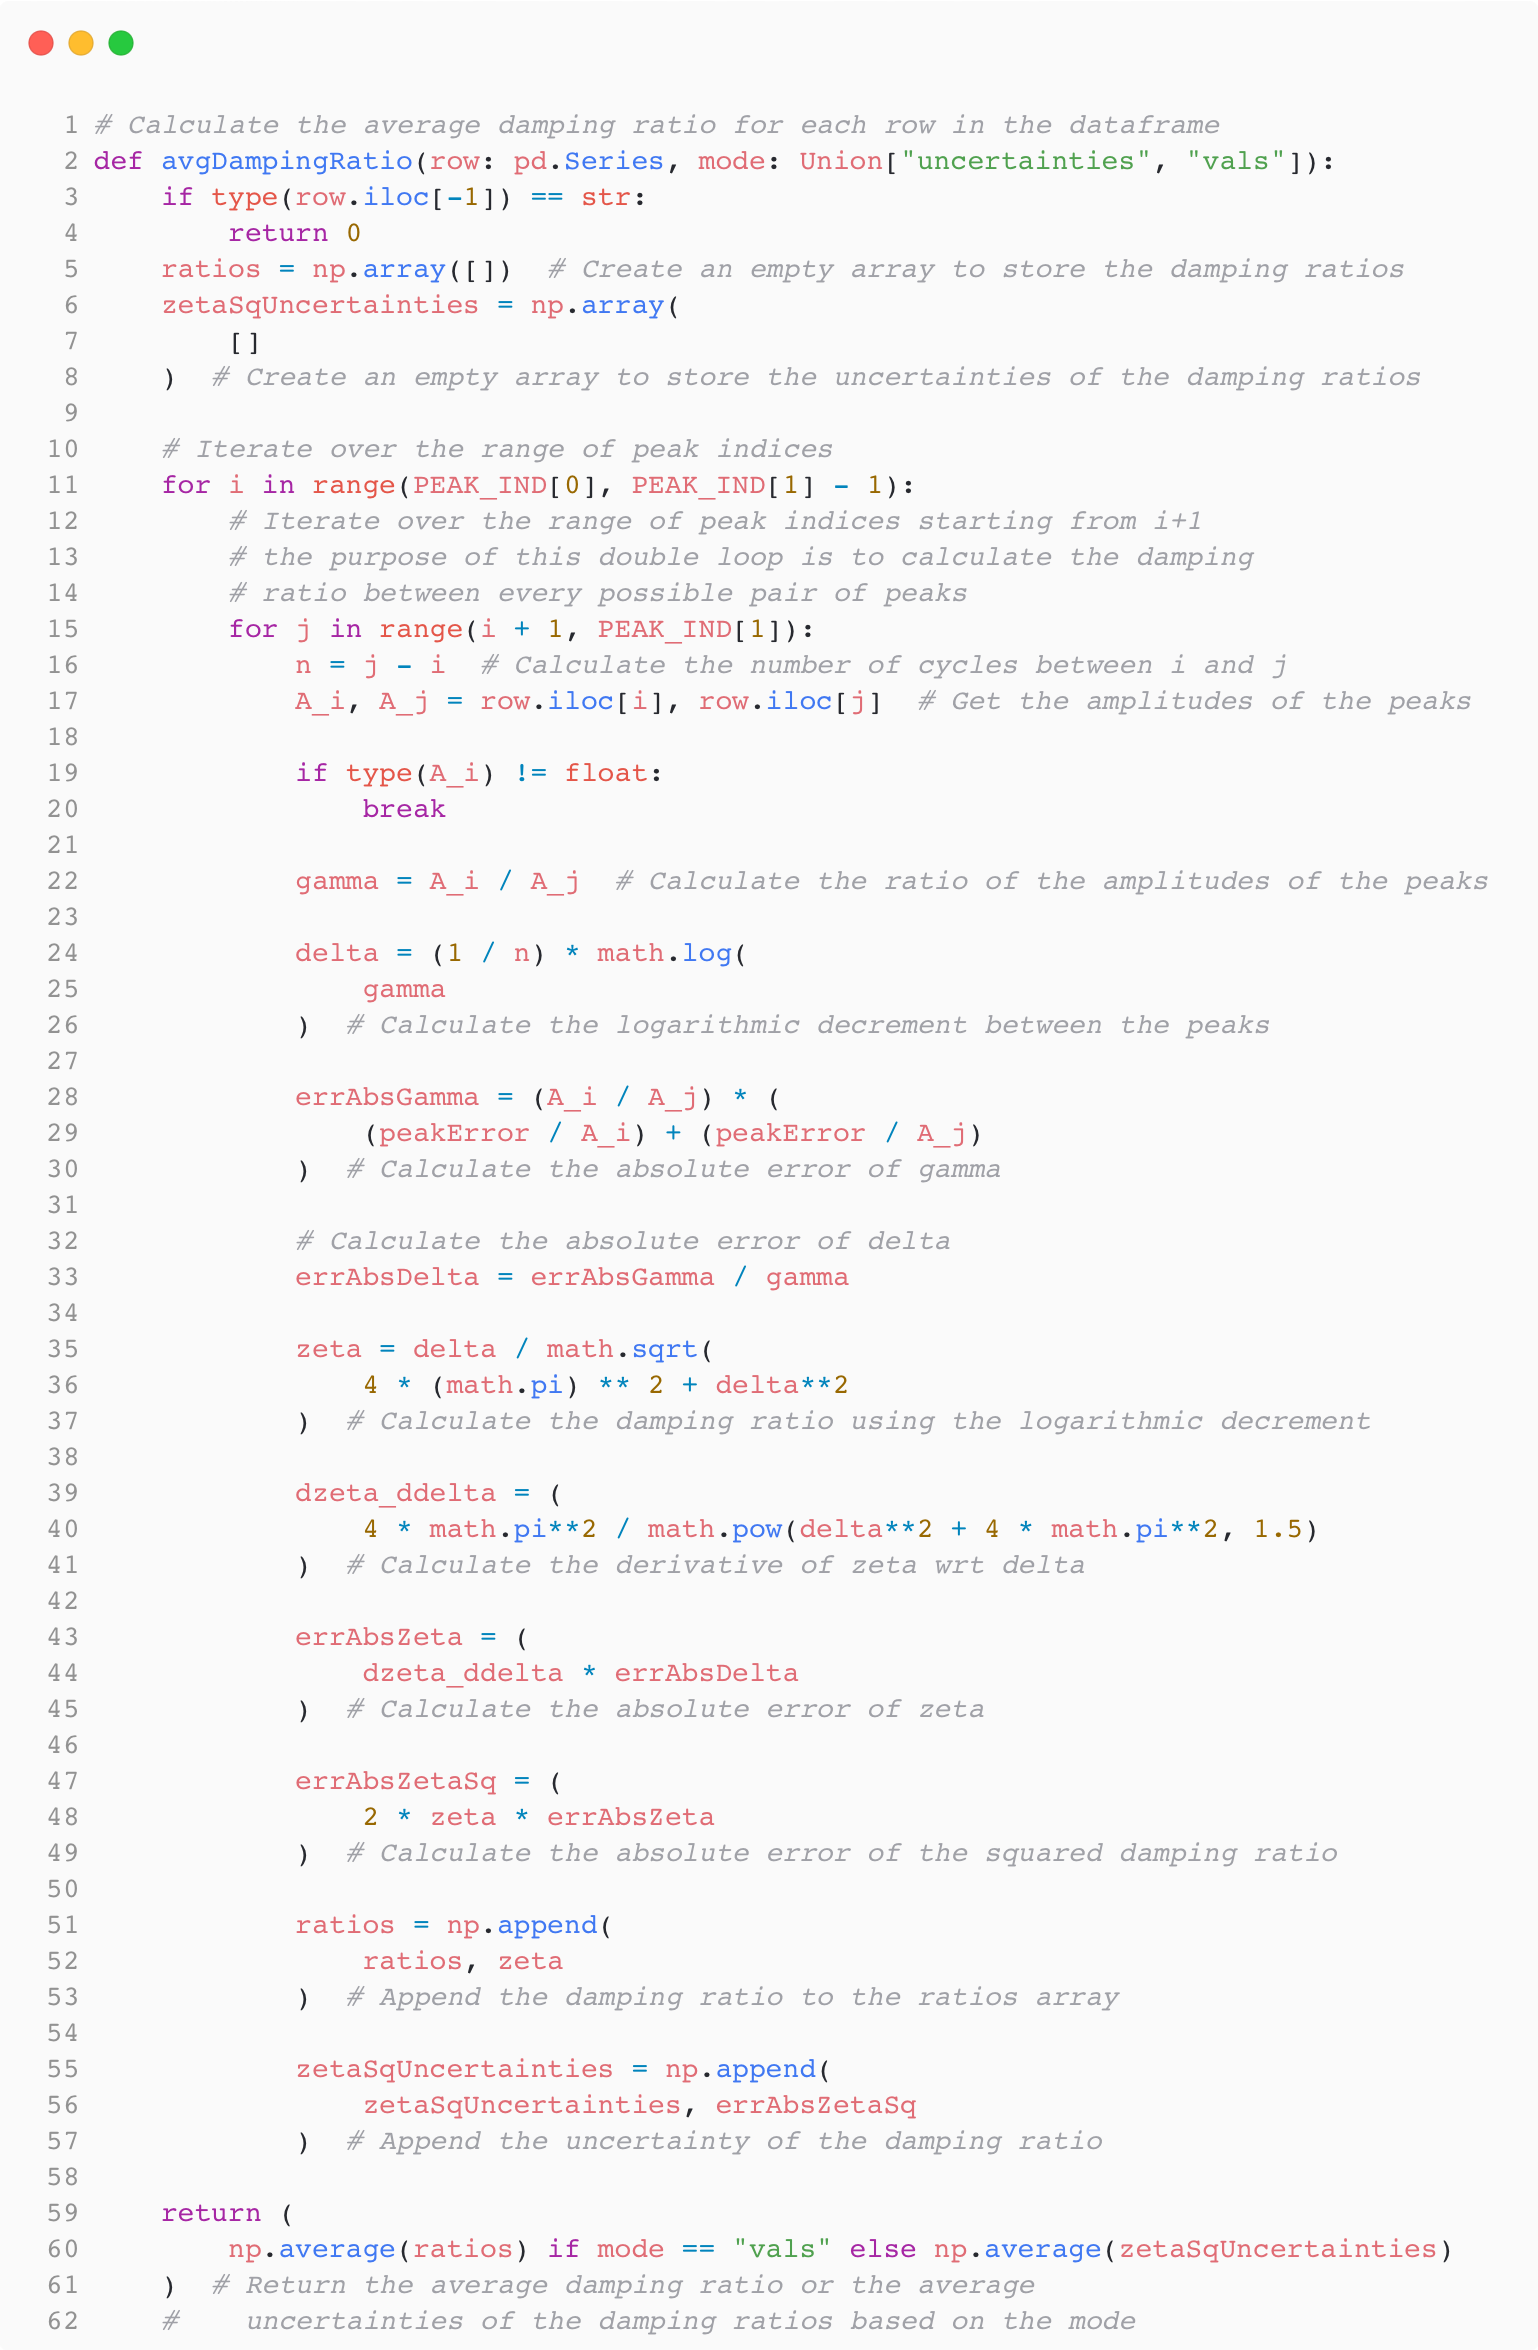 1 # Calculate the average damping ratio for each row in the dataframe
2 def avgDampingRatio(row: pd.Series, mode: Union["uncertainties", "vals"]):
3     if type(row.iloc[-1]) == str:
4         return 0
5     ratios = np.array([])  # Create an empty array to store the damping ratios
6     zetaSqUncertainties = np.array(
7         []
8     )  # Create an empty array to store the uncertainties of the damping ratios
9
10     # Iterate over the range of peak indices
11     for i in range(PEAK_IND[0], PEAK_IND[1] - 1):
12         # Iterate over the range of peak indices starting from i+1
13         # the purpose of this double loop is to calculate the damping
14         # ratio between every possible pair of peaks
15         for j in range(i + 1, PEAK_IND[1]):
16             n = j - i  # Calculate the number of cycles between i and j
17             A_i, A_j = row.iloc[i], row.iloc[j]  # Get the amplitudes of the peaks
18
19             if type(A_i) != float:
20                 break
21
22             gamma = A_i / A_j  # Calculate the ratio of the amplitudes of the peaks
23
24             delta = (1 / n) * math.log(
25                 gamma
26             )  # Calculate the logarithmic decrement between the peaks
27
28             errAbsGamma = (A_i / A_j) * (
29                 (peakError / A_i) + (peakError / A_j)
30             )  # Calculate the absolute error of gamma
31
32             # Calculate the absolute error of delta
33             errAbsDelta = errAbsGamma / gamma
34
35             zeta = delta / math.sqrt(
36                 4 * (math.pi) ** 2 + delta**2
37             )  # Calculate the damping ratio using the logarithmic decrement
38
39             dzeta_ddelta = (
40                 4 * math.pi**2 / math.pow(delta**2 + 4 * math.pi**2, 1.5)
41             )  # Calculate the derivative of zeta wrt delta
42
43             errAbsZeta = (
44                 dzeta_ddelta * errAbsDelta
45             )  # Calculate the absolute error of zeta
46
47             errAbsZetaSq = (
48                 2 * zeta * errAbsZeta
49             )  # Calculate the absolute error of the squared damping ratio
50
51             ratios = np.append(
52                 ratios, zeta
53             )  # Append the damping ratio to the ratios array
54
55             zetaSqUncertainties = np.append(
56                 zetaSqUncertainties, errAbsZetaSq
57             )  # Append the uncertainty of the damping ratio
58
59     return (
60         np.average(ratios) if mode == "vals" else np.average(zetaSqUncertainties)
61     )  # Return the average damping ratio or the average
62     #    uncertainties of the damping ratios based on the mode